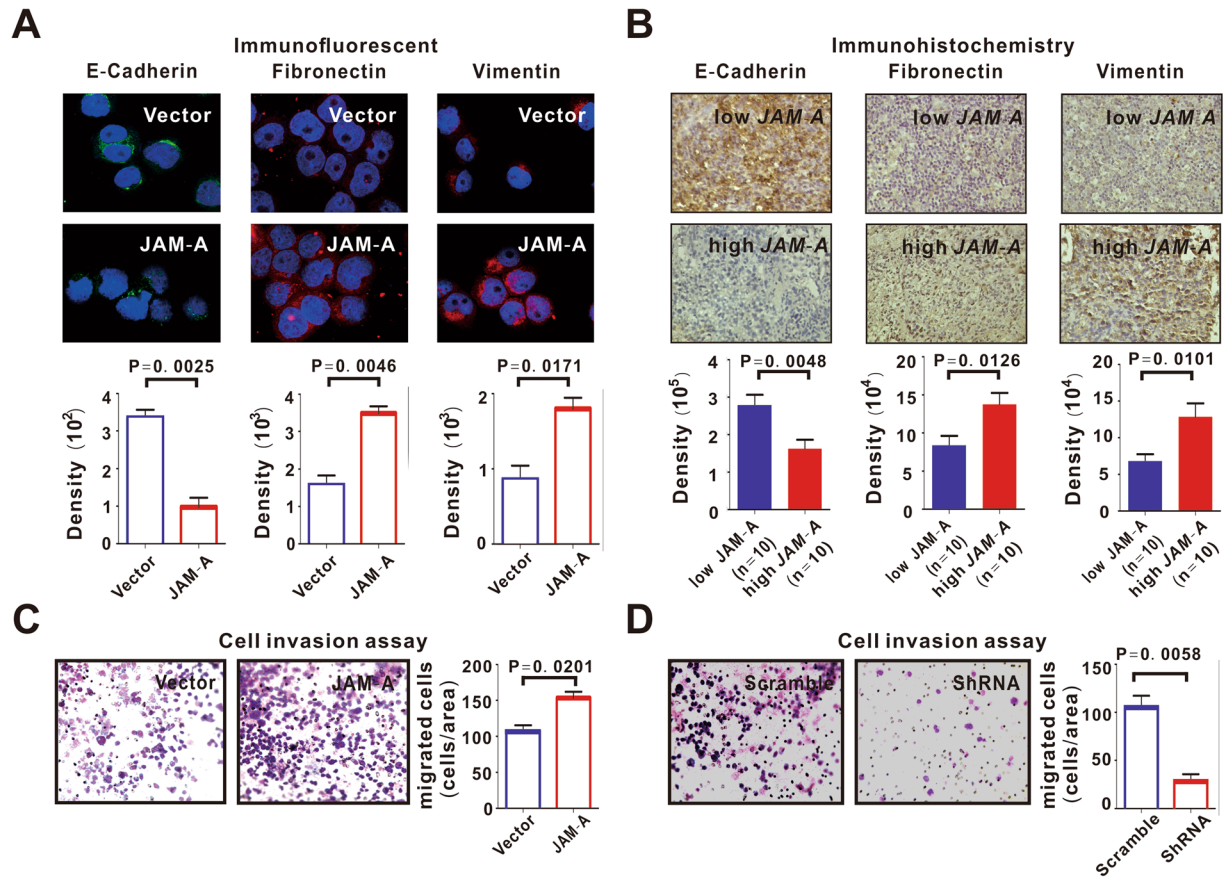 A
Immunofluorescent
E-Cadherin
Fibronectin
Vimentin
Vector
Vector
Vector
JAM-A
JAM-A
JAM-A
P=0.0025
P=0.0046
P=0.0171
Density (10²)
4
3
2
1
0
Vector
JAM-A
Density (10³)
4
3
2
1
0
Vector
JAM-A
Density (10³)
2
1
0
Vector
JAM-A
B
Immunohistochemistry
E-Cadherin
Fibronectin
Vimentin
low JAM-A
low JAM-A
low JAM-A
high JAM-A
high JAM-A
high JAM-A
P=0.0048
P=0.0126
P=0.0101
Density (10⁵)
4
3
2
1
0
low JAM-A
(n=10)
high JAM-A
(n=10)
Density (10⁴)
20
15
10
5
0
low JAM-A
(n=10)
high JAM-A
(n=10)
Density (10⁴)
20
15
10
5
0
low JAM-A
(n=10)
high JAM-A
(n=10)
C
Cell invasion assay
Vector
JAM-A
P=0.0201
migrated cells
(cells/area)
200
150
100
50
0
Vector
JAM-A
D
Cell invasion assay
Scramble
ShRNA
P=0.0058
migrated cells
(cells/area)
150
100
50
0
Scramble
ShRNA